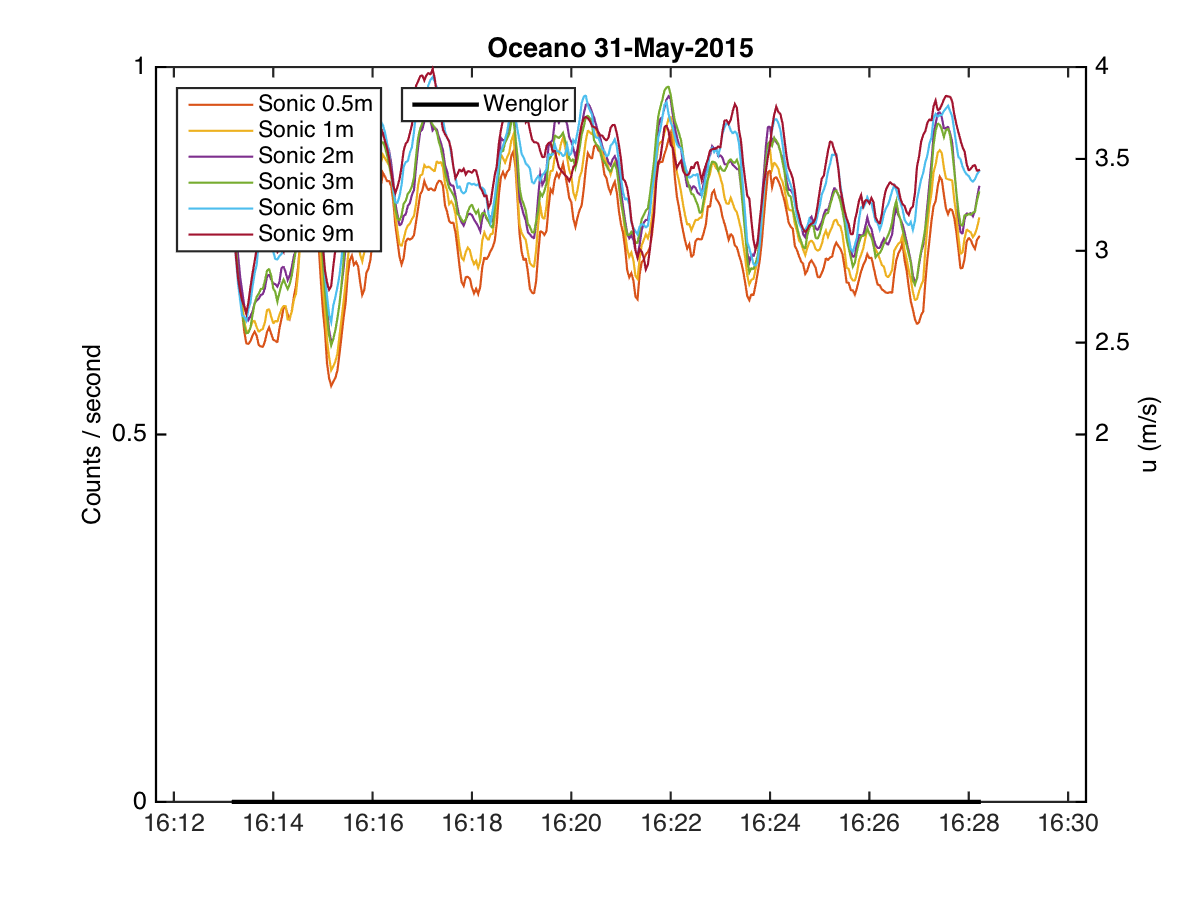 Oceano 31-May-2015
Sonic 0.5m
Sonic 1m
Sonic 2m
Sonic 3m
Sonic 6m
Sonic 9m
Wenglor
1
0.5
0
Counts / second
4
3.5
3
2.5
2
u (m/s)
16:12 16:14 16:16 16:18 16:20 16:22 16:24 16:26 16:28 16:30